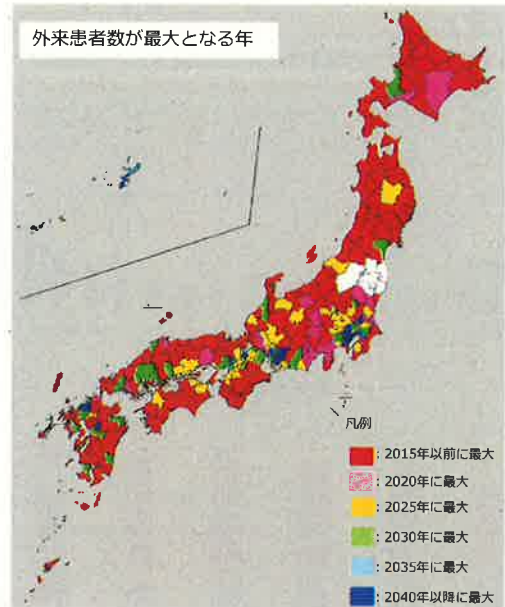 外来患者数が最大となる年
凡例
: 2015年以前に最大
: 2020年に最大
: 2025年に最大
: 2030年に最大
: 2035年に最大
: 2040年以降に最大